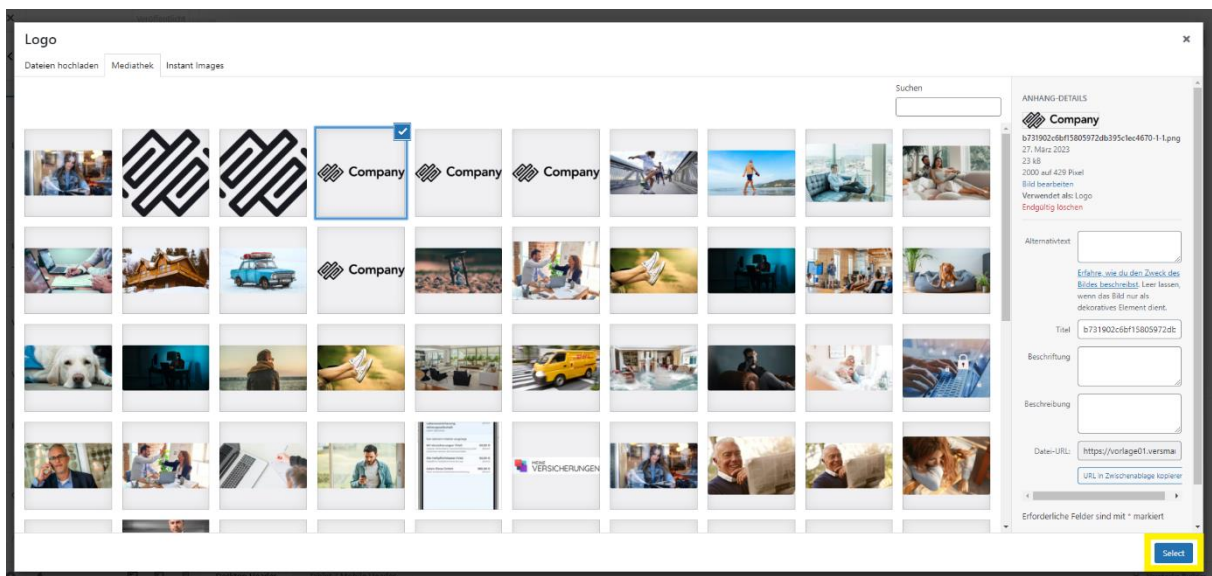 Logo
Dateien hochladen Mediathek Instant Images
Suchen
Company Company Company
Company
MEINE
VERSICHERUNGEN
ANHANG-DETAILS
Company
b731902c6bf15805972db395c1ec4670-1-1.png
27. März 2023
23 kB
2000 auf 429 Pixel
Bild bearbeiten
Verwendet als: Logo
Endgültig löschen
Alternativtext
Erfahre, wie du den Zweck des
Bildes beschreibst. Leer lassen,
wenn das Bild nur als
dekoratives Element dient.
Titel b731902c6bf15805972db
Beschriftung
Beschreibung
Datei-URL: https://vorlage01.versma
URL in Zwischenablage kopieren
Erforderliche Felder sind mit * markiert
Select